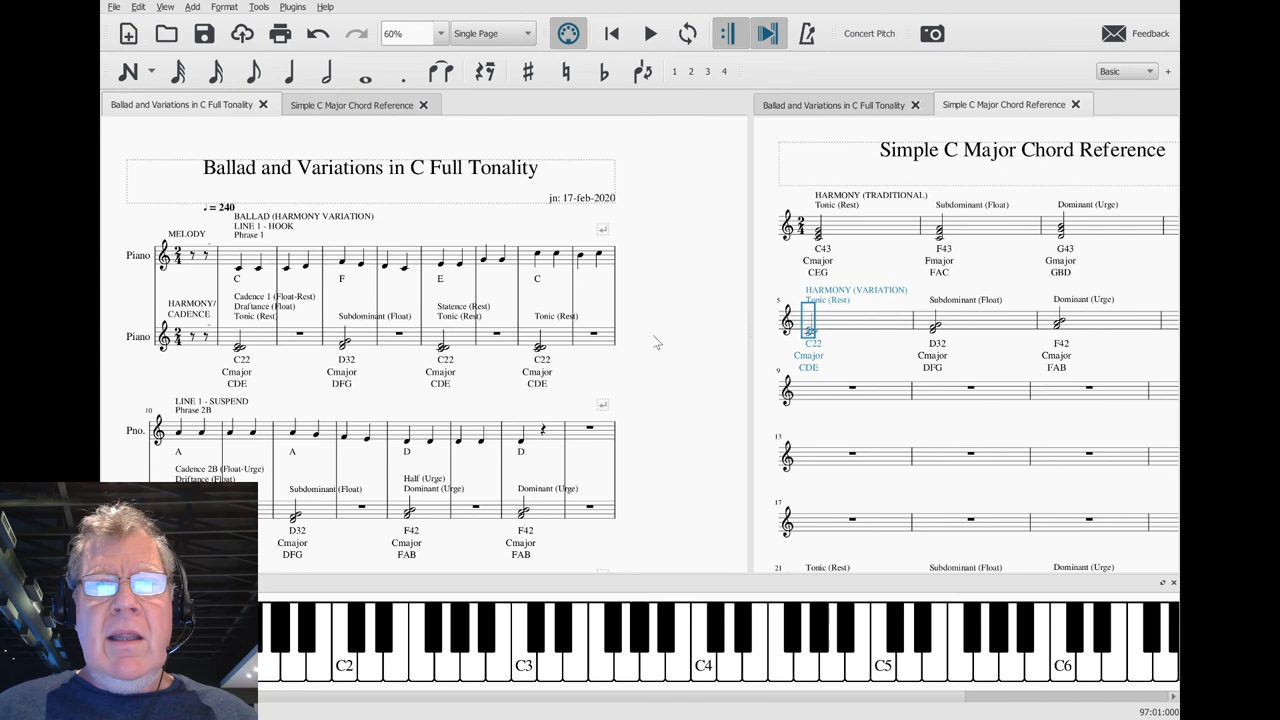 File Edit View Add Format Tools Plugins Help
60% Single Page Concert Pitch Feedback
1 2 3 4 Basic +
Ballad and Variations in C Full Tonality Simple C Major Chord Reference
Ballad and Variations in C Full Tonality Simple C Major Chord Reference
Ballad and Variations in C Full Tonality
jn: 17-feb-2020
= 240
BALLAD (HARMONY VARIATION)
LINE 1 - HOOK
Phrase 1
MELODY
Piano
C F E C
Cadence 1 (Float-Rest) Statence (Rest)
HARMONY/ Draftance (Float)
CADENCE Tonic (Rest) Subdominant (Float) Tonic (Rest) Tonic (Rest)
Piano
C22 D32 C22 C22
Cmajor Cmajor Cmajor Cmajor
CDE DFG CDE CDE
LINE 1 - SUSPEND
10 Phrase 2B
Pno.
A A D D
Cadence 2B (Float-Urge)
Driftance (Float) Half (Urge)
Subdominant (Float) Dominant (Urge) Dominant (Urge)
D32 F42 F42
Cmajor Cmajor Cmajor
DFG FAB FAB
Simple C Major Chord Reference
HARMONY (TRADITIONAL)
Tonic (Rest) Subdominant (Float) Dominant (Urge)
C43 F43 G43
Cmajor Fmajor Gmajor
CEG FAC GBD
HARMONY (VARIATION)
5 Tonic (Rest) Subdominant (Float) Dominant (Urge)
C22 D32 F42
Cmajor Cmajor Cmajor
CDE DFG FAB
9
13
17
21 Tonic (Rest) Subdominant (Float) Dominant (Urge)
C2 C3 C4 C5 C6
97:01:000